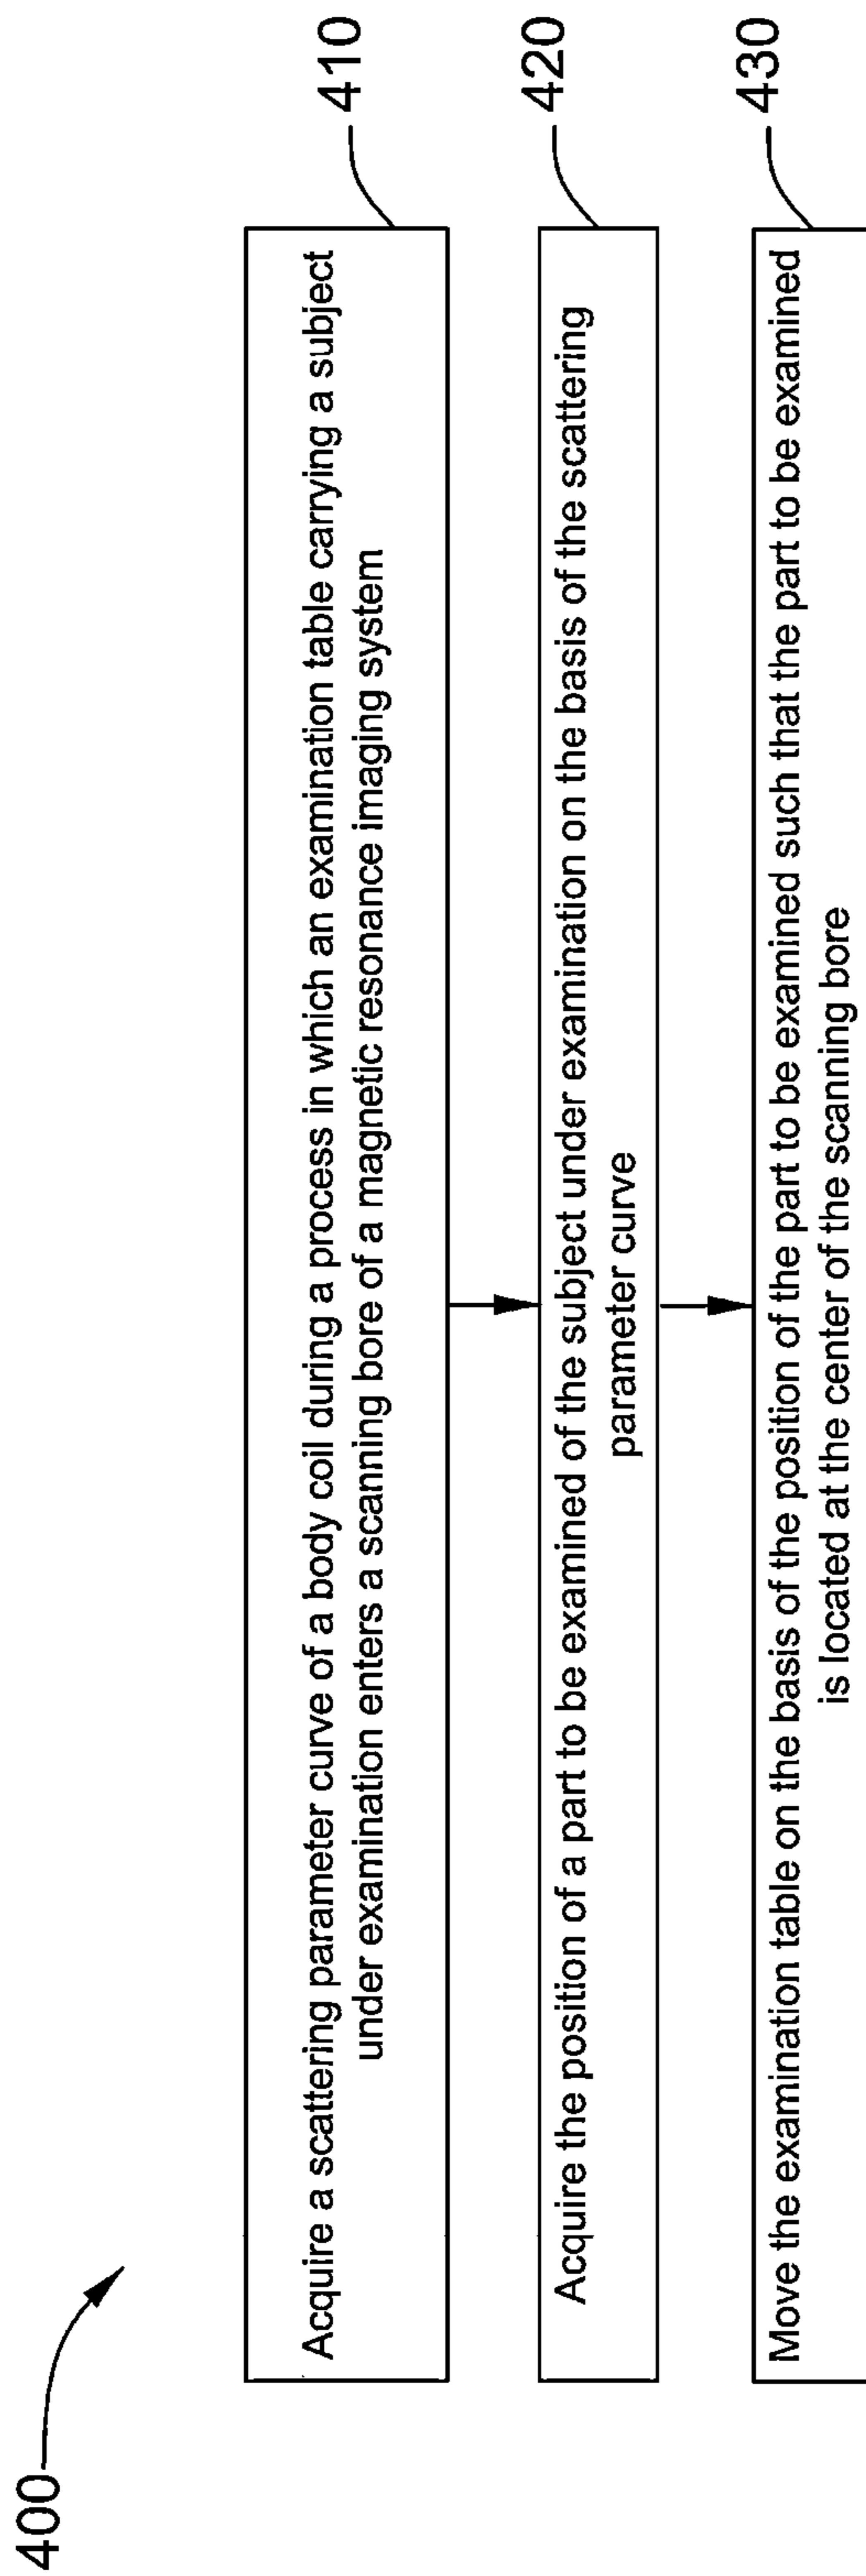 400
410
Acquire a scattering parameter curve of a body coil during a process in which an examination table carrying a subject
under examination enters a scanning bore of a magnetic resonance imaging system
420
Acquire the position of a part to be examined of the subject under examination on the basis of the scattering
parameter curve
430
Move the examination table on the basis of the position of the part to be examined such that the part to be examined
is located at the center of the scanning bore